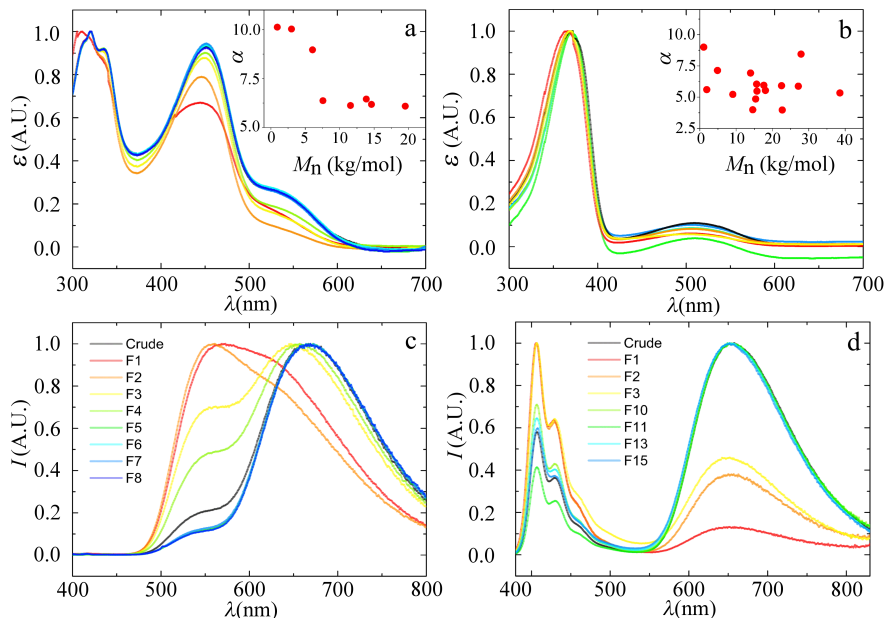 a
ε (A.U.)
1.0
0.8
0.6
0.4
0.2
0.0
300
400
500
600
700
λ(nm)
α
10.0
7.5
5.0
2.5
0
5
10
15
20
Mn (kg/mol)
b
ε (A.U.)
1.0
0.8
0.6
0.4
0.2
0.0
300
400
500
600
700
λ(nm)
α
10.0
7.5
5.0
2.5
0
10
20
30
40
Mn (kg/mol)
c
I (A.U.)
1.0
0.8
0.6
0.4
0.2
0.0
400
500
600
700
800
λ(nm)
Crude
F1
F2
F3
F4
F5
F6
F7
F8
d
I (A.U.)
1.0
0.8
0.6
0.4
0.2
0.0
400
500
600
700
800
λ(nm)
Crude
F1
F2
F3
F10
F11
F13
F15